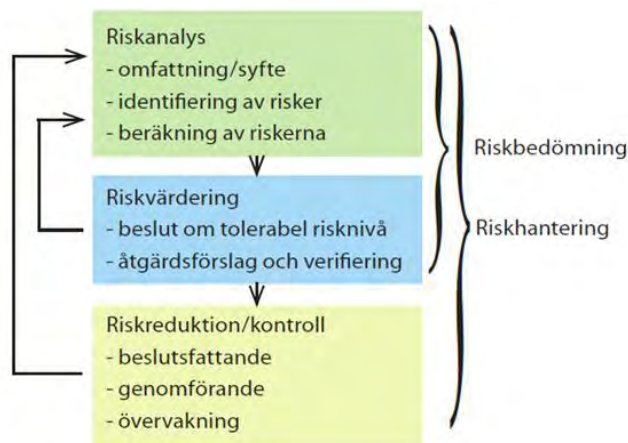 Riskanalys
- omfattning/syfte
- identifiering av risker
- beräkning av riskerna
Riskvärdering
- beslut om tolerabel risknivå
- åtgärdsförslag och verifiering
Riskreduktion/kontroll
- beslutsfattande
- genomförande
- övervakning
Riskbedömning
Riskhantering